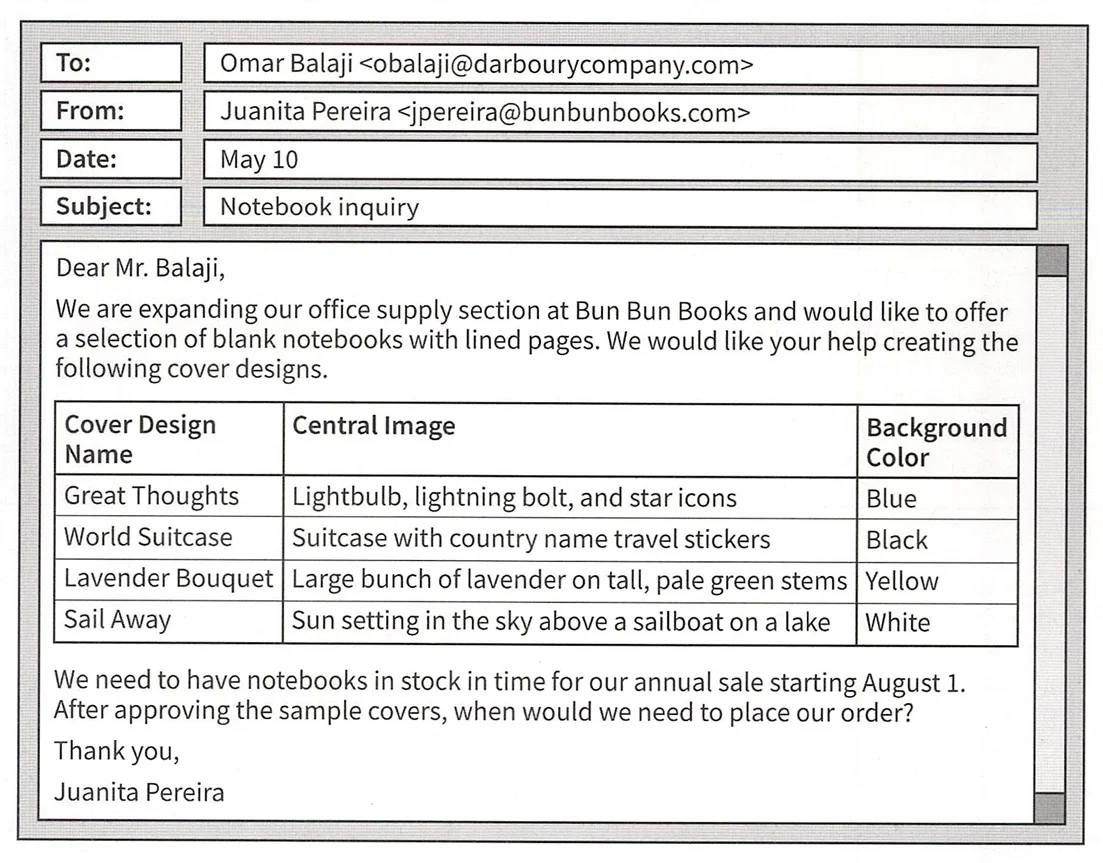 To: Omar Balaji <obalaji@darbourycompany.com>
From: Juanita Pereira <jpereira@bunbunbooks.com>
Date: May 10
Subject: Notebook inquiry
Dear Mr. Balaji,
We are expanding our office supply section at Bun Bun Books and would like to offer
a selection of blank notebooks with lined pages. We would like your help creating the
following cover designs.
Cover Design Name Central Image Background Color
Great Thoughts Lightbulb, lightning bolt, and star icons Blue
World Suitcase Suitcase with country name travel stickers Black
Lavender Bouquet Large bunch of lavender on tall, pale green stems Yellow
Sail Away Sun setting in the sky above a sailboat on a lake White
We need to have notebooks in stock in time for our annual sale starting August 1.
After approving the sample covers, when would we need to place our order?
Thank you,
Juanita Pereira